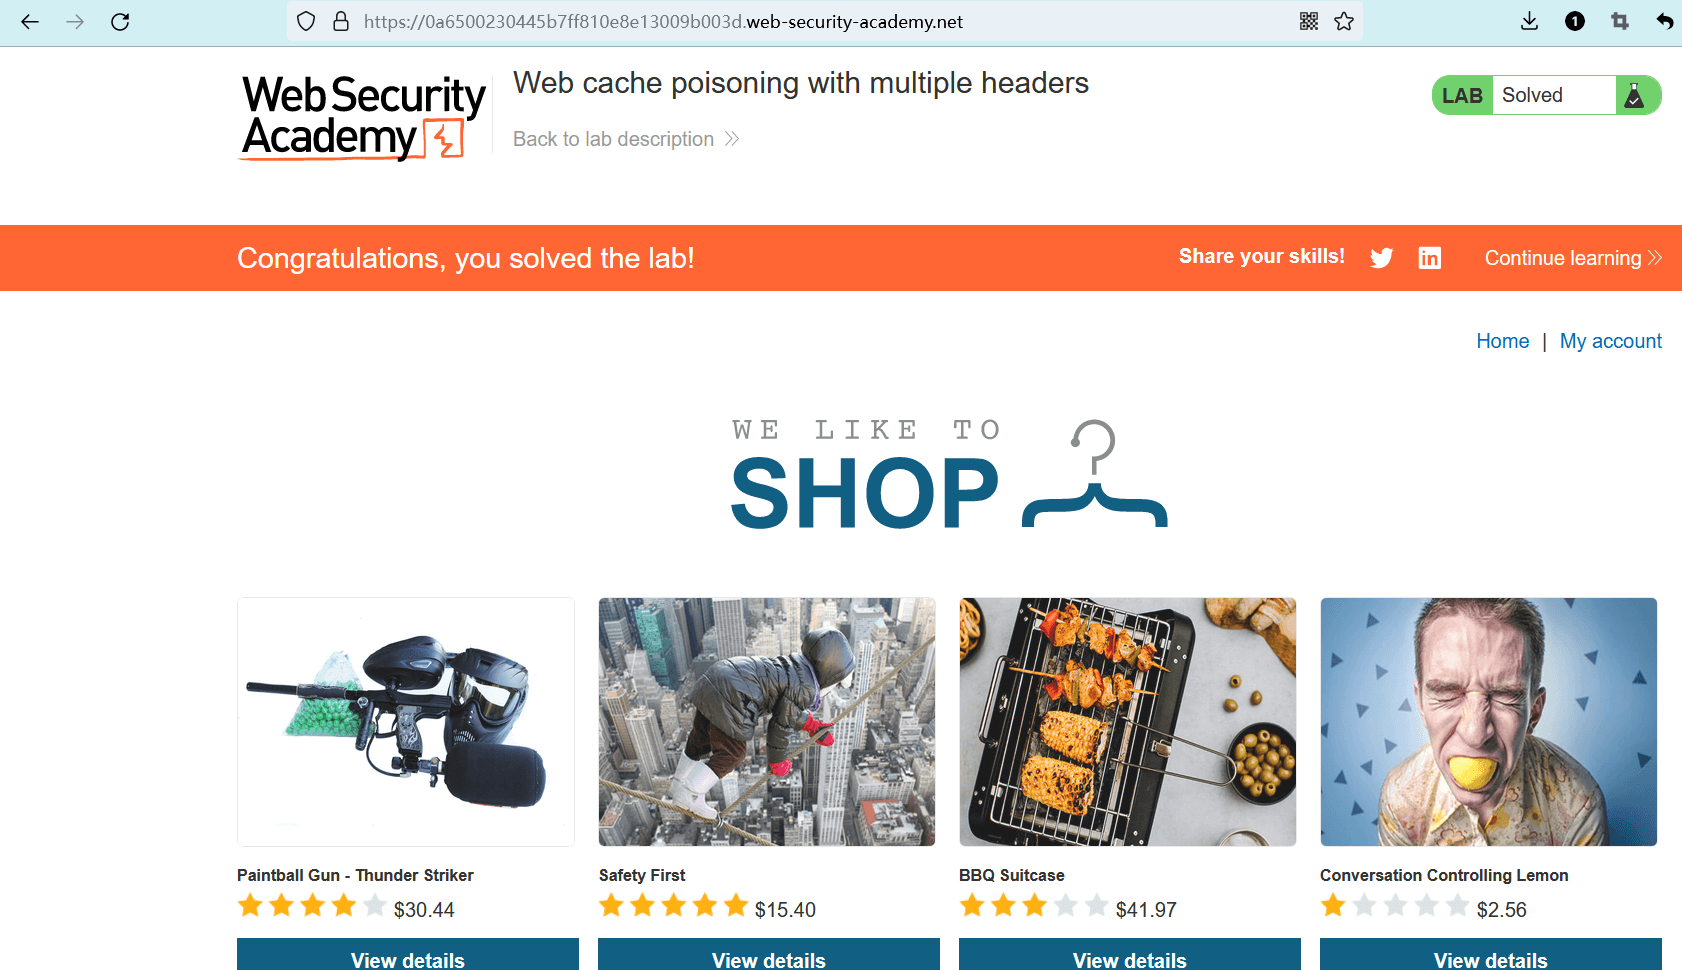 https://0a6500230445b7ff810e8e13009b003d.web-security-academy.net
1
Web Security
Academy
Web cache poisoning with multiple headers
Back to lab description
LAB Solved
Congratulations, you solved the lab!
Share your skills!
in
Continue learning
Home | My account
WE LIKE TO
SHOP
Paintball Gun - Thunder Striker
Safety First
BBQ Suitcase
Conversation Controlling Lemon
$30.44
$15.40
$41.97
$2.56
View details
View details
View details
View details